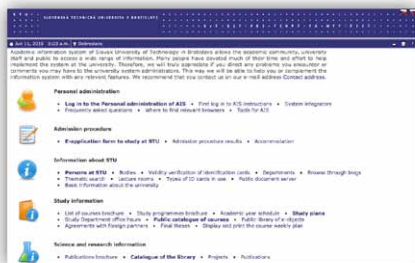 S T U
SLOVENSKÁ TECHNICKÁ UNIVERZITA V BRATISLAVE
Academic information system of Slovak University of Technology in Bratislava allows the academic community, university
staff and public to access a wide range of information. Many people have devoted much of their time and effort to help
implement the system at the university. Therefore, we will truly appreciate if you direct any problems you encounter or
comments you may have to the university system administrators. This way we will be able to help you or complement the
information system with any relevant features. We recommend that you contact us on our e-mail address Contact address.
Personal administration
• Log in to the Personal administration of AIS • First log in to AIS instructions • System integrators
• Frequently asked questions • Where to find relevant browsers • Tools for AIS
Admission procedure
• E-application form to study at STU • Admission procedure results • Accommodation
Information about STU
• Persons at STU • Bodies • Validity verification of identification cards • Departments • Browse through blogs
• Thematic search • Lecture rooms • Types of ID cards in use • Public document server
• Basic information about the university
Study information
• List of courses brochure • Study programmes brochure • Academic year schedule • Study plans
• Study Department office hours • Public catalogue of courses • Public library of e-objects
• Agreements with foreign partners • Final theses • Display and print the course weekly plan
Science and research information
• Publications brochure • Catalogue of the library • Projects • Publications